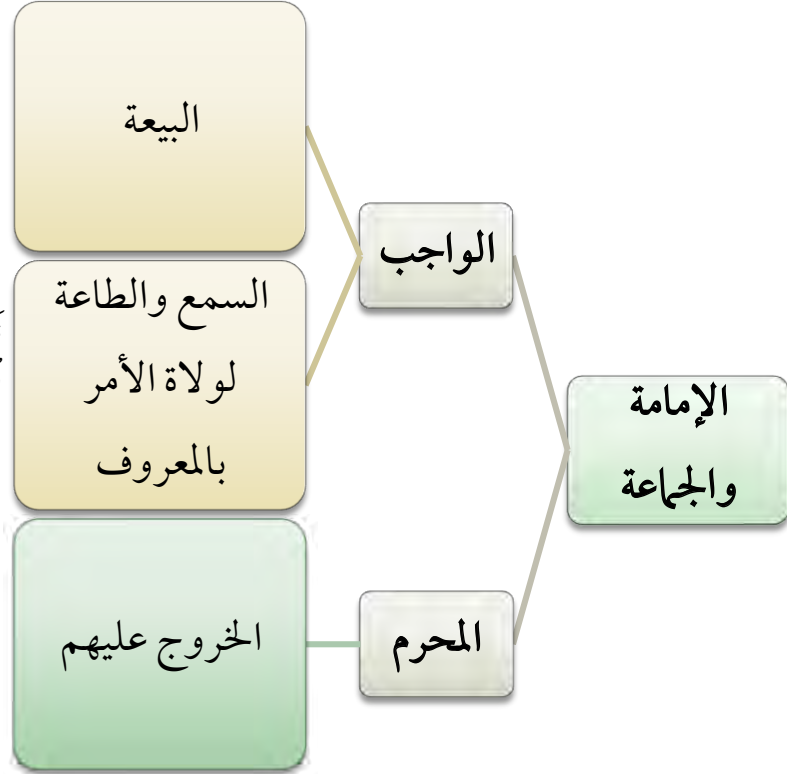 الإمامة
والجماعة
الواجب
البيعة
السمع والطاعة
لولاة الأمر
بالمعروف
المحرم
الخروج عليهم